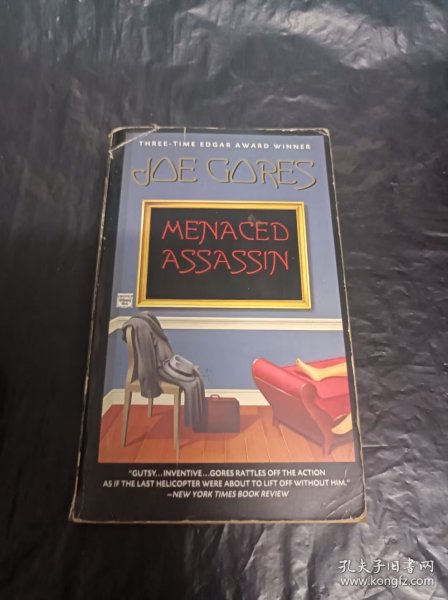 THREE-TIME EDGAR AWARD WINNER
JOE GORES
MENACED
ASSASSIN
"GUTSY...INVENTIVE...GORES RATTLES OFF THE ACTION
AS IF THE LAST HELICOPTER WERE ABOUT TO LIFT OFF WITHOUT HIM."
—NEW YORK TIMES BOOK REVIEW
孔夫子旧书网
www.kongfz.com